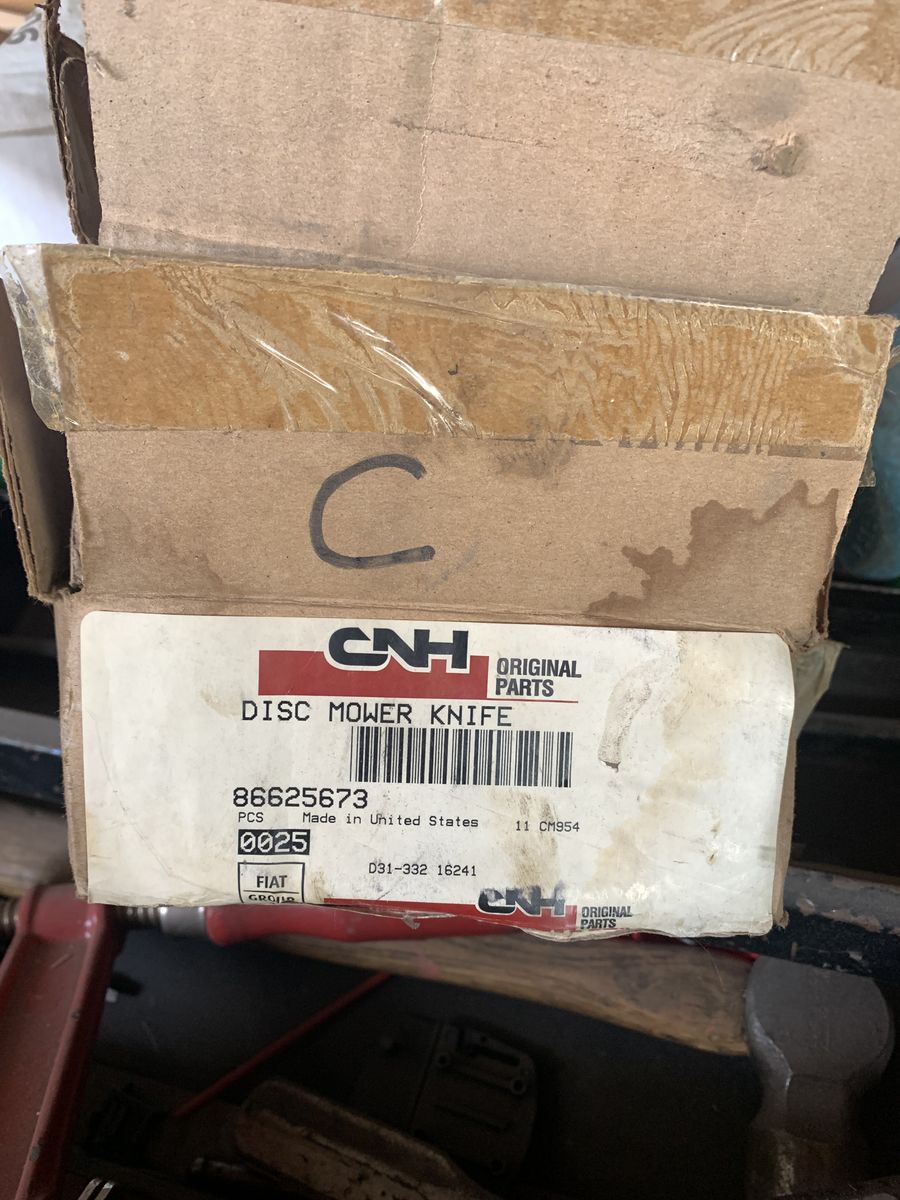 C
CNH
ORIGINAL
PARTS
DISC MOWER KNIFE
86625673
PCS Made in United States 11 CM954
0025
D31-332 16241
FIAT
GROUP
CNH
ORIGINAL
PARTS